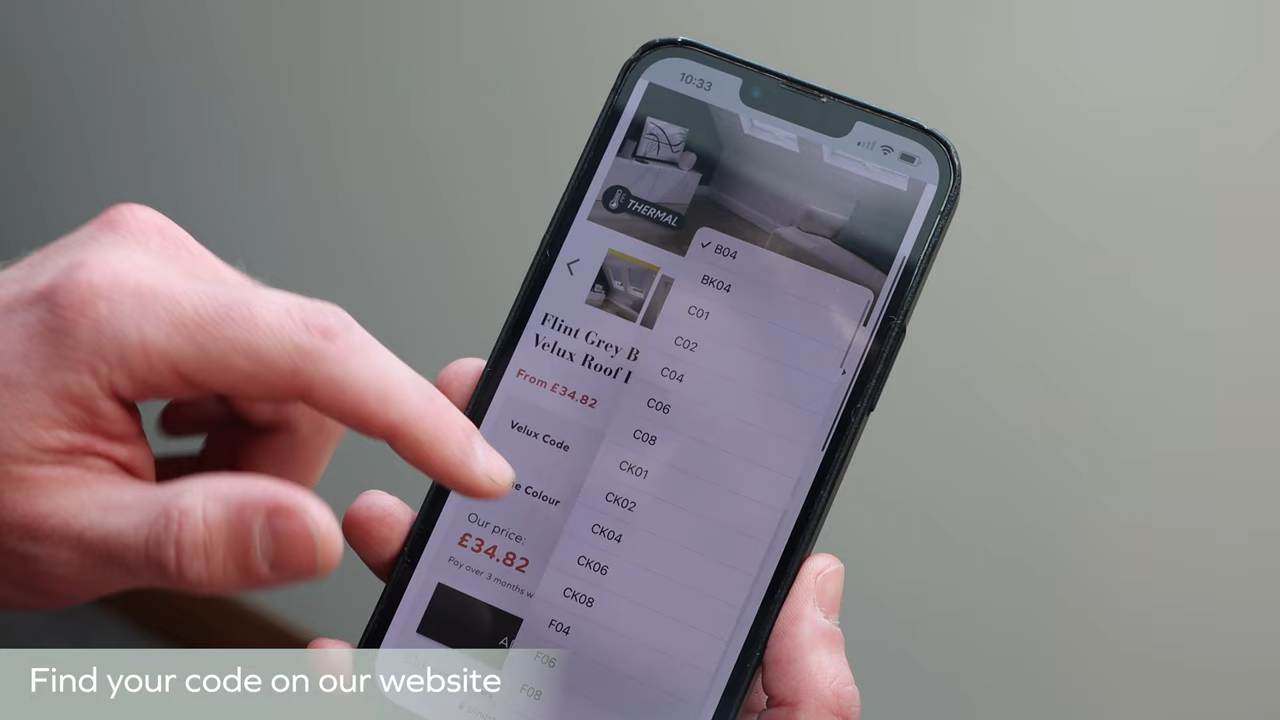 10:33
THERMAL
Flint Grey B
Velux Roof
From £34.82
Velux Code
e Colour
Our price:
£34.82
Pay over 3 months w
B04
BK04
C01
C02
C04
C06
C08
CK01
CK02
CK04
CK06
CK08
F04
F06
F08
Find your code on our website